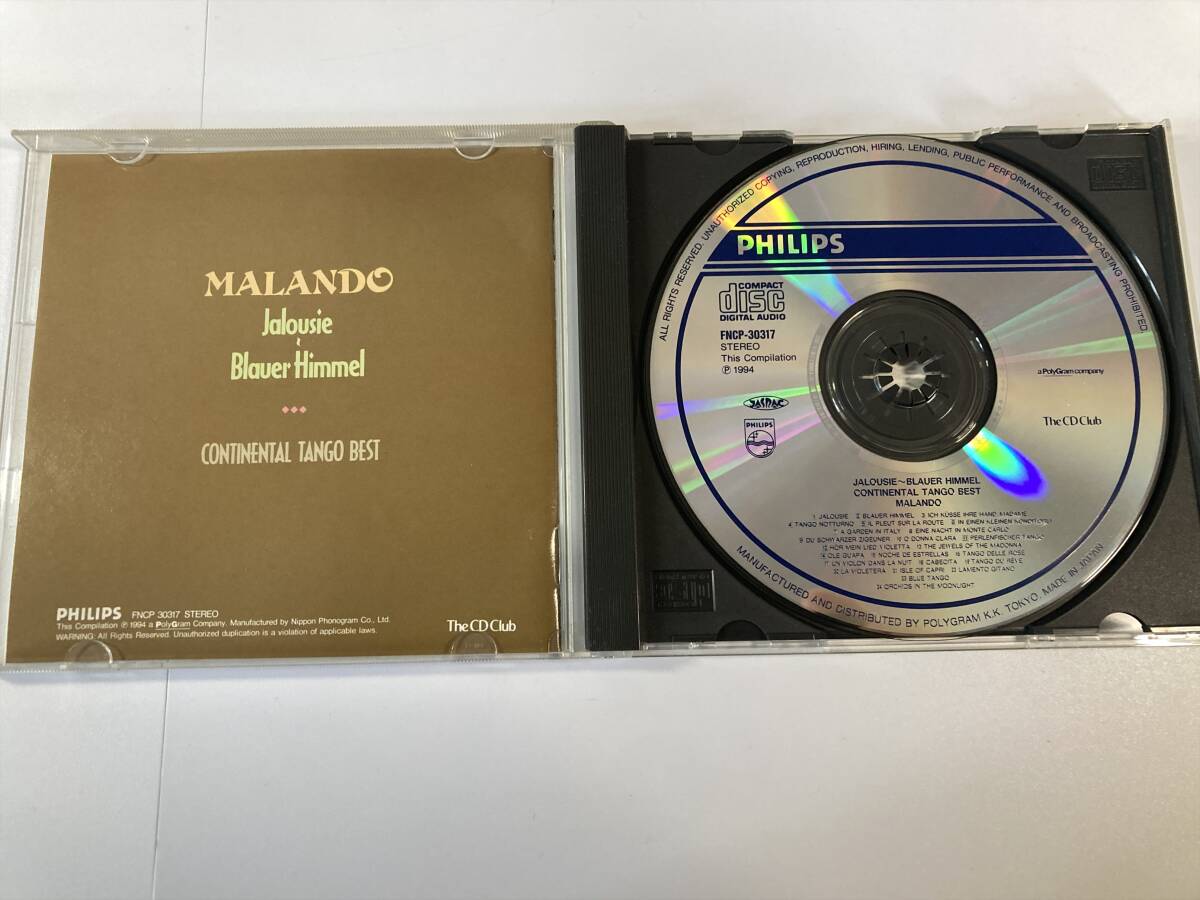 MALANDO
Jalousie
~
Blauer Himmel
CONTINENTAL TANGO BEST
PHILIPS FNCP 30317 STEREO
This Compilation ℗ 1994 a PolyGram Company. Manufactured by Nippon Phonogram Co., Ltd.
WARNING: All Rights Reserved. Unauthorized duplication is a violation of applicable laws.
The CD Club
ALL RIGHTS RESERVED. UNAUTHORIZED COPYING, REPRODUCTION, HIRING, LENDING, PUBLIC PERFORMANCE AND BROADCASTING PROHIBITED.
PHILIPS
COMPACT
disc
DIGITAL AUDIO
FNCP-30317
STEREO
This Compilation
℗ 1994
a PolyGram company
JASRAC
PHILIPS
The CD Club
JALOUSIE~BLAUER HIMMEL
CONTINENTAL TANGO BEST
MALANDO
1 JALOUSIE 2 BLAUER HIMMEL 3 ICH KÜSSE IHRE HAND, MADAME
4 TANGO NOTTURNO 5 IL PLEUT SUR LA ROUTE 6 IN EINEN KLEINEN KONDITOREI
7 A GARDEN IN ITALY 8 EINE NACHT IN MONTE CARLO
9 DU SCHWARZER ZIGEUNER 10 O DONNA CLARA 11 PERLENFISCHER TANGO
12 HÖR MEIN LIED VIOLETTA 13 THE JEWELS OF THE MADONNA
14 OLE GUAPA 15 NOCHE DE ESTRELLAS 16 TANGO DELLE ROSE
17 UN VIOLON DANS LA NUIT 18 CABECITA 19 TANGO DU REVE
20 LA VIOLETERA 21 ISLE OF CAPRI 22 LAMENTO GITANO
23 BLUE TANGO
24 ORCHIDS IN THE MOONLIGHT
MANUFACTURED AND DISTRIBUTED BY POLYGRAM K.K. TOKYO. MADE IN JAPAN